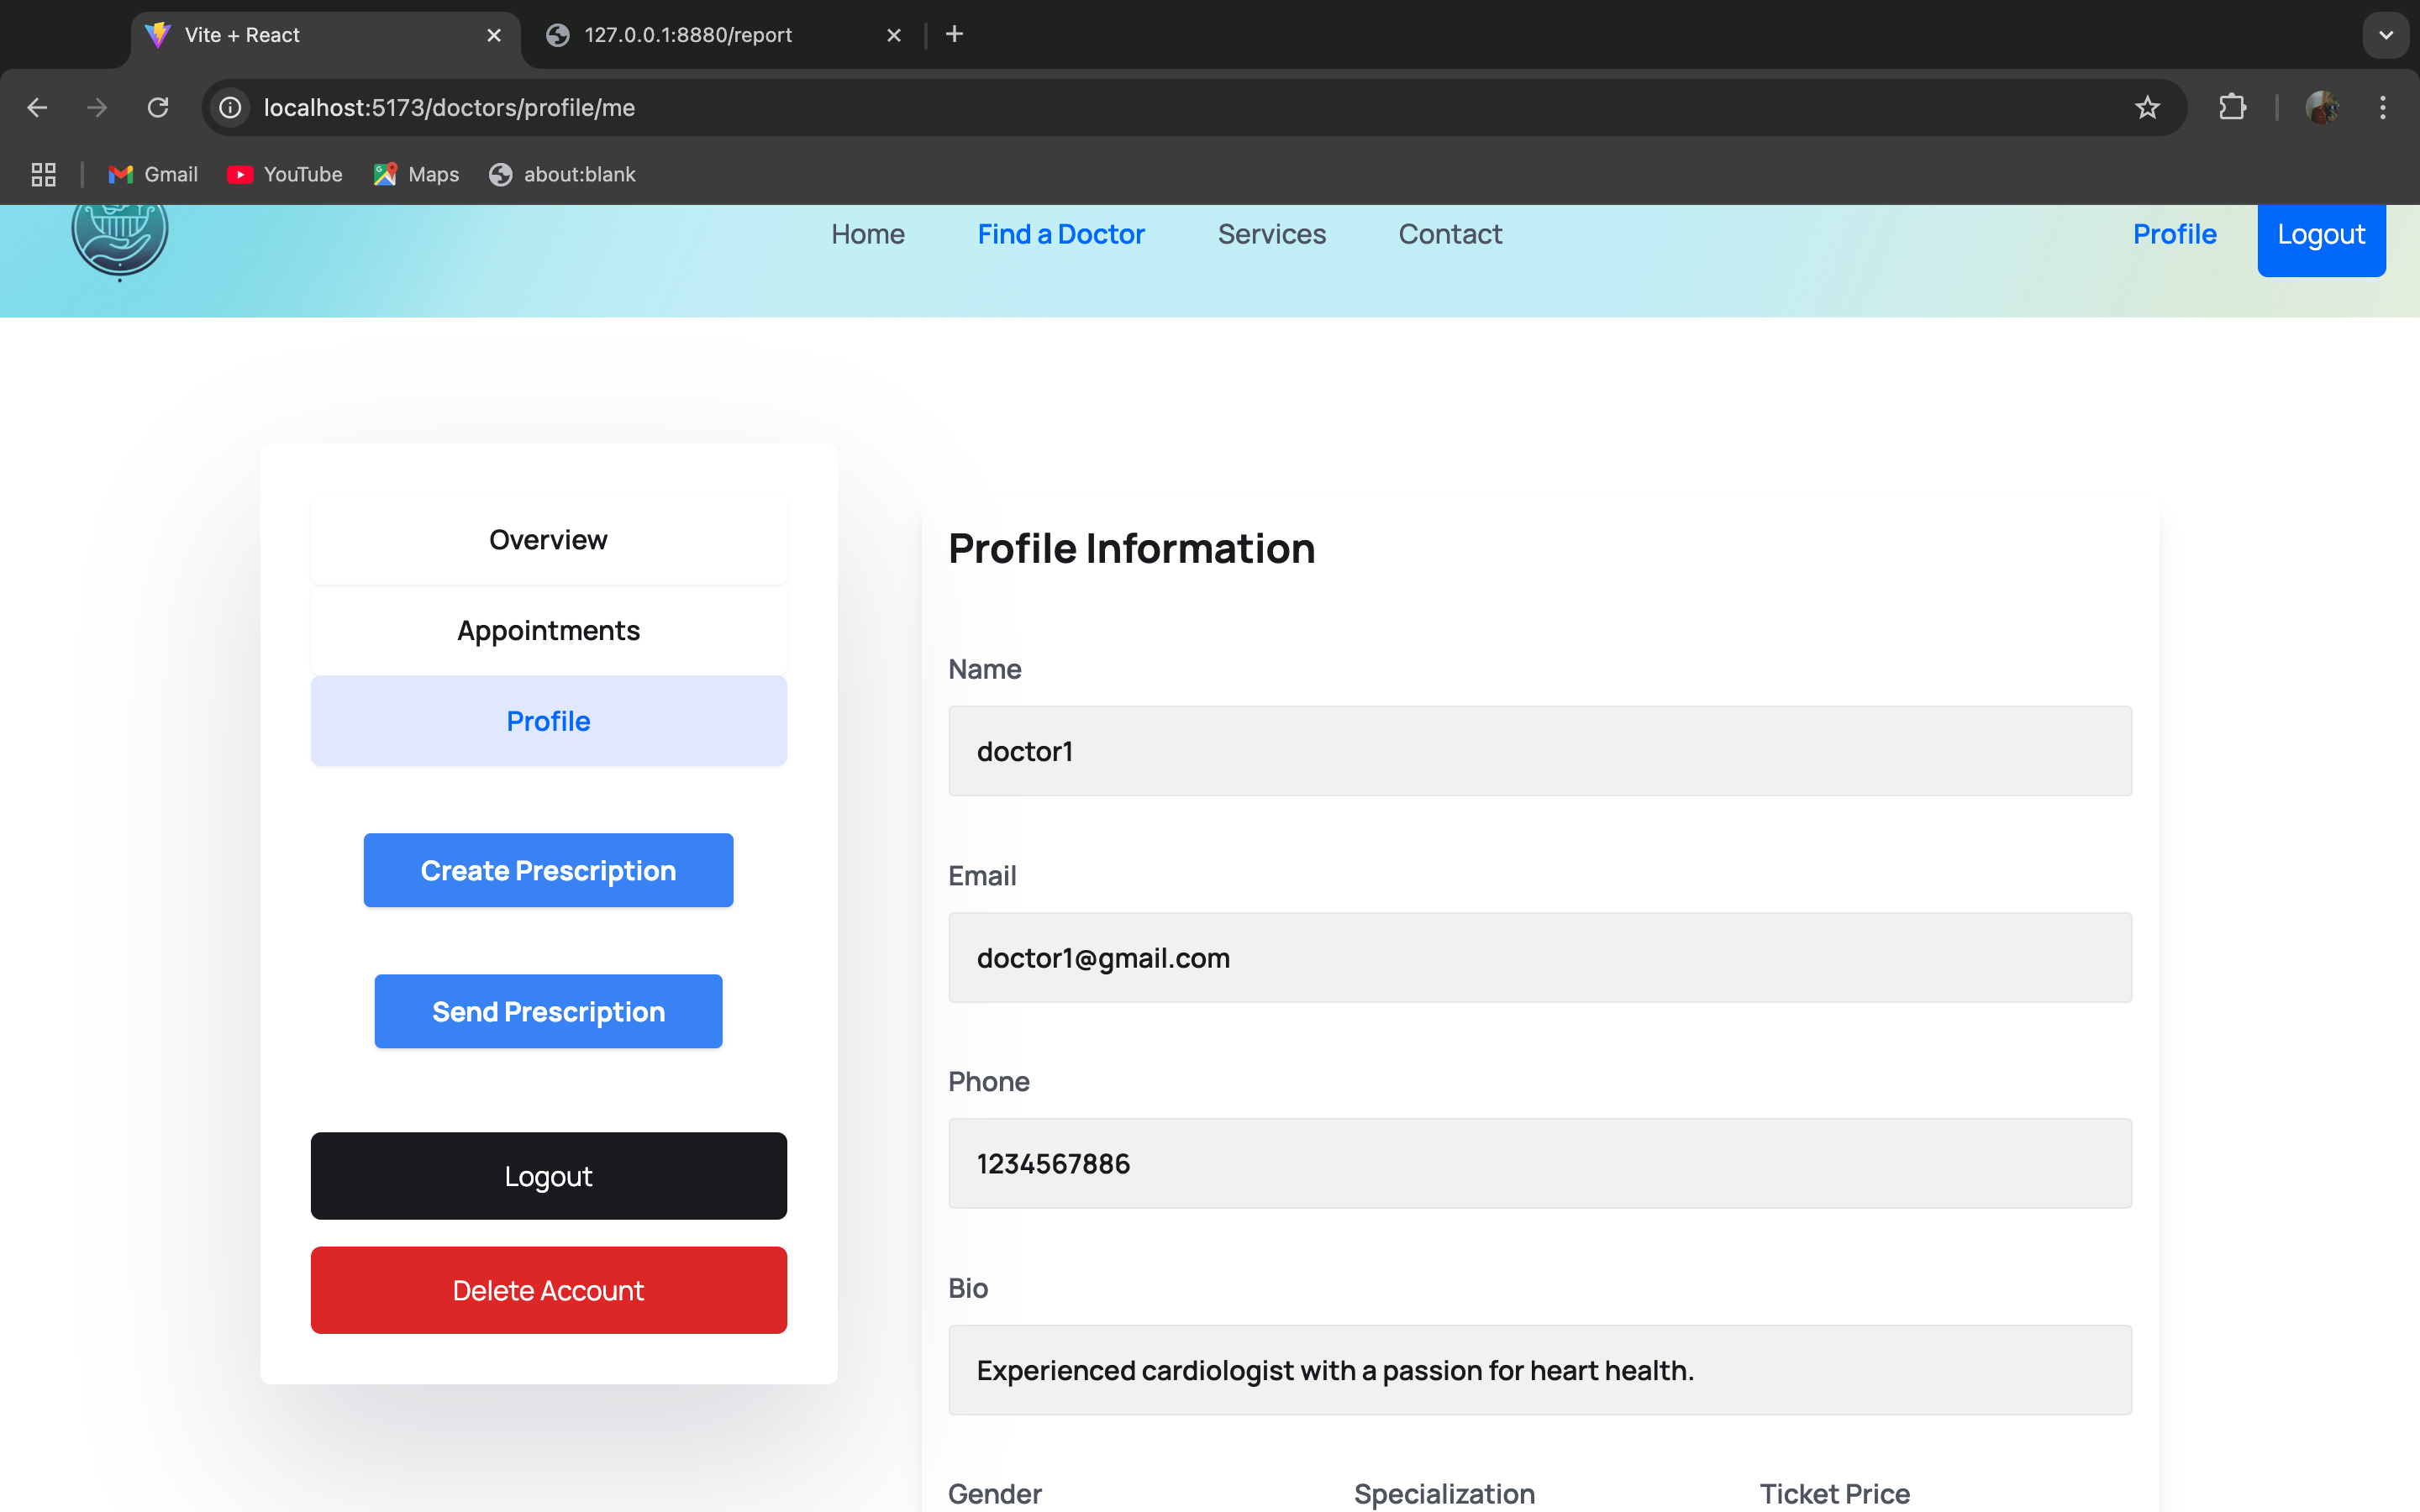 Vite + React
127.0.0.1:8880/report
localhost:5173/doctors/profile/me
Gmail
YouTube
Maps
about:blank
Home
Find a Doctor
Services
Contact
Profile
Logout
Overview
Appointments
Profile
Create Prescription
Send Prescription
Logout
Delete Account
Profile Information
Name
doctor1
Email
doctor1@gmail.com
Phone
1234567886
Bio
Experienced cardiologist with a passion for heart health.
Gender
Specialization
Ticket Price